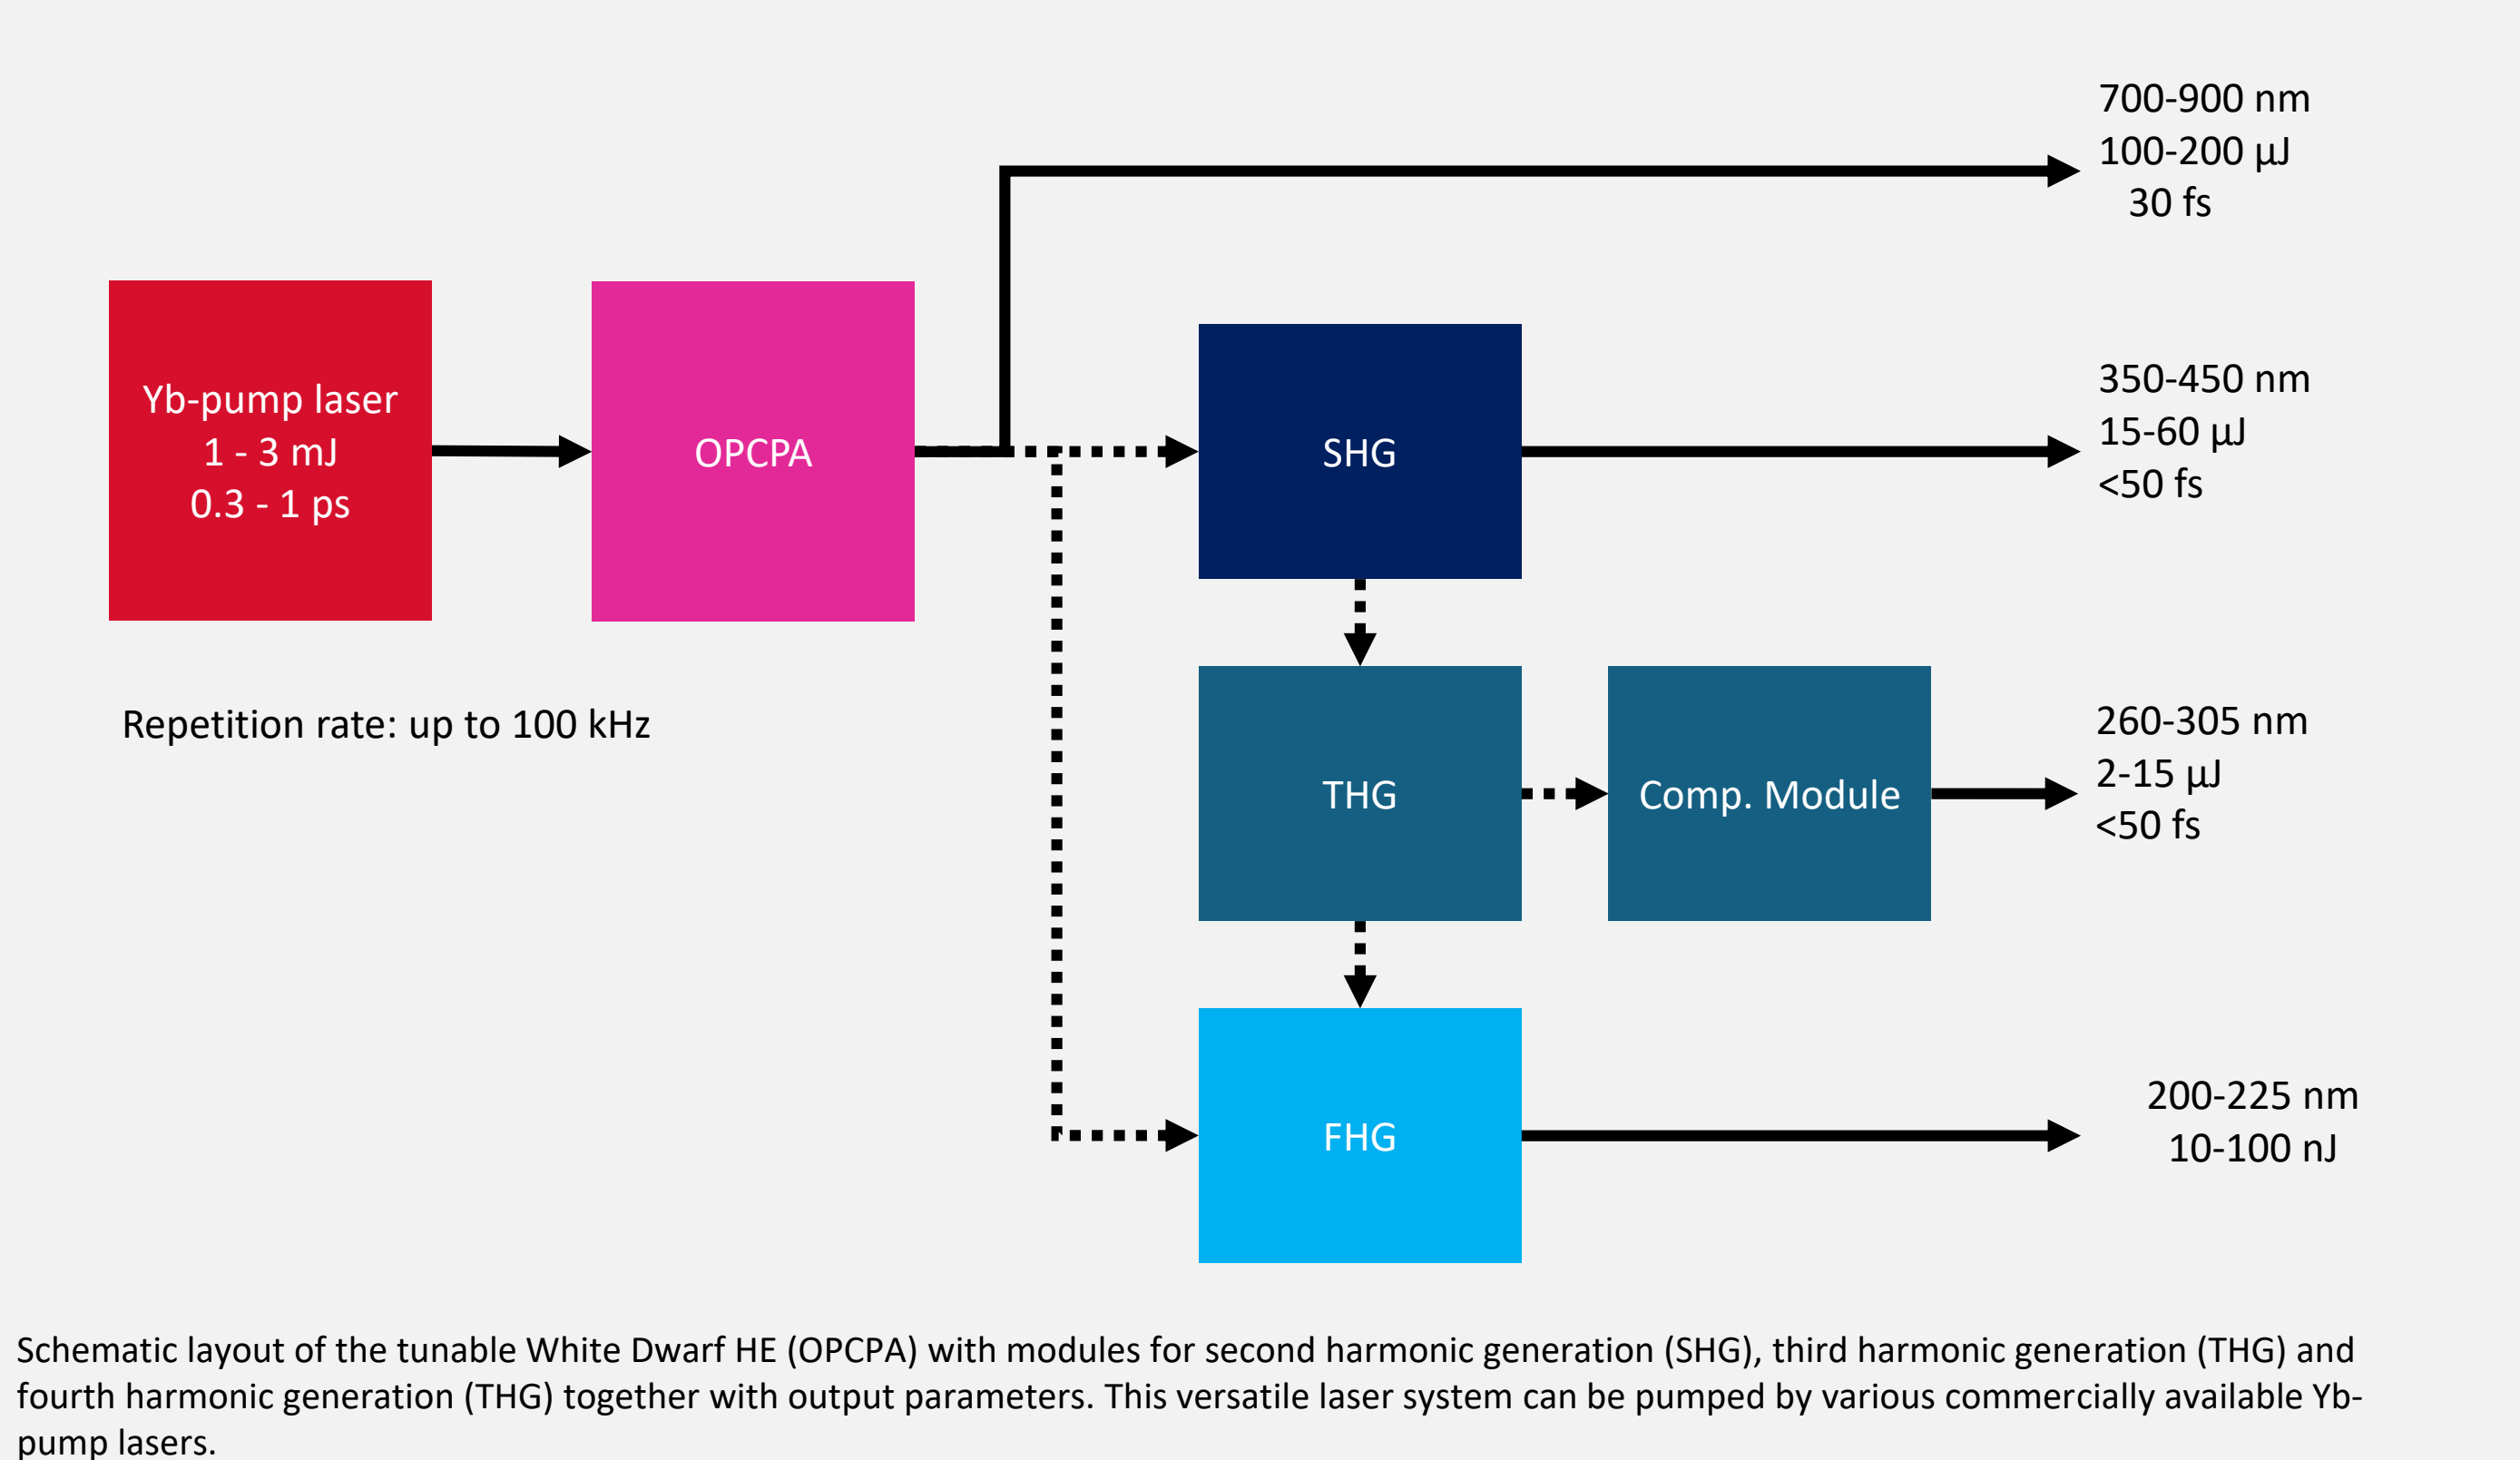 700-900 nm
100-200 µJ
30 fs
Yb-pump laser
1 - 3 mJ
0.3 - 1 ps
OPCPA
SHG
350-450 nm
15-60 µJ
<50 fs
Repetition rate: up to 100 kHz
THG
Comp. Module
260-305 nm
2-15 µJ
<50 fs
FHG
200-225 nm
10-100 nJ
Schematic layout of the tunable White Dwarf HE (OPCPA) with modules for second harmonic generation (SHG), third harmonic generation (THG) and
fourth harmonic generation (THG) together with output parameters. This versatile laser system can be pumped by various commercially available Yb-
pump lasers.